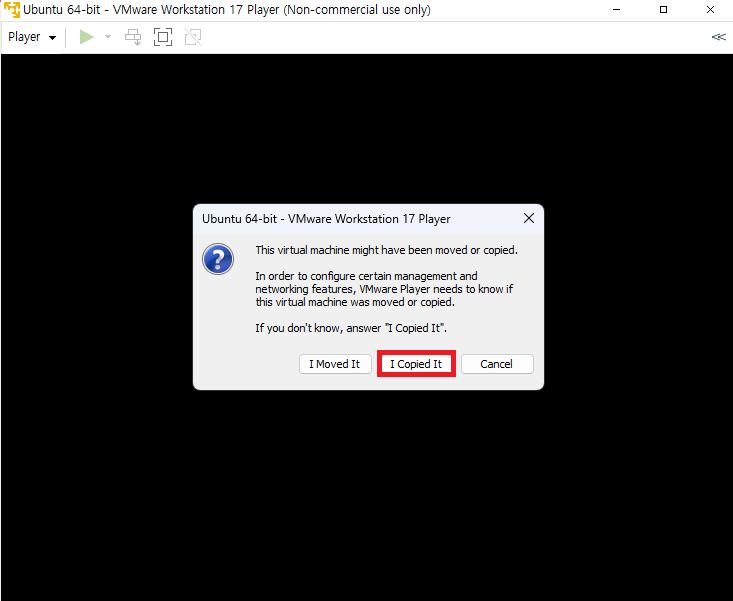 Ubuntu 64-bit - VMware Workstation 17 Player (Non-commercial use only)
Player
Ubuntu 64-bit - VMware Workstation 17 Player
This virtual machine might have been moved or copied.
In order to configure certain management and
networking features, VMware Player needs to know if
this virtual machine was moved or copied.
If you don't know, answer "I Copied It".
I Moved It
I Copied It
Cancel